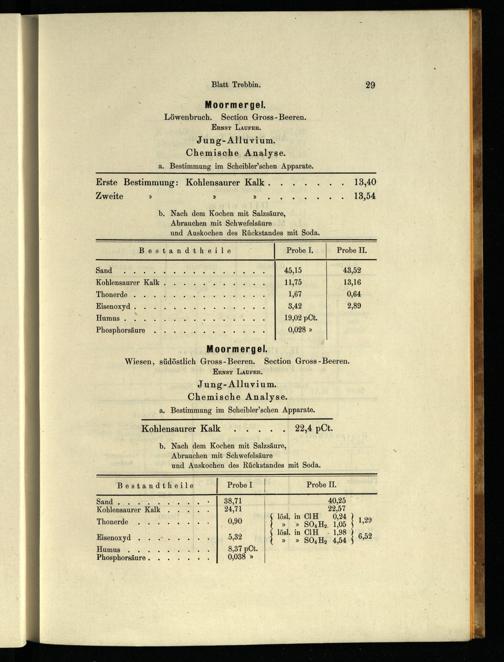 Blatt Trebbin. 29
Moormergel.
Löwenbruch. Section Gross-Beeren.
Ernst Laufer.
Jung-Alluvium.
Chemische Analyse.
a. Bestimmung im Scheibler'schen Apparate.
Erste Bestimmung: Kohlensaurer Kalk . . . . . . . 13,40
Zweite » » » . . . . . . . 13,54
b. Nach dem Kochen mit Salzsäure,
Abrauchen mit Schwefelsäure
und Auskochen des Rückstandes mit Soda.
Bestandtheile Probe I. Probe II.
Sand . . . . . . . . . . . . . . 45,15 43,52
Kohlensaurer Kalk . . . . . . . . . . 11,75 13,16
Thonerde . . . . . . . . . . . . . 1,67 0,64
Eisenoxyd . . . . . . . . . . . . . 3,42 2,89
Humus . . . . . . . . . . . . . . 19,02 pCt.
Phosphorsäure . . . . . . . . . . . 0,028 »
Moormergel.
Wiesen, südöstlich Gross-Beeren. Section Gross-Beeren.
Ernst Laufer.
Jung-Alluvium.
Chemische Analyse.
a. Bestimmung im Scheibler'schen Apparate.
Kohlensaurer Kalk . . . . . 22,4 pCt.
b. Nach dem Kochen mit Salzsäure,
Abrauchen mit Schwefelsäure
und Auskochen des Rückstandes mit Soda.
Bestandtheile Probe I Probe II.
Sand . . . . . . . . . . 38,71 40,25
Kohlensaurer Kalk . . . . . 24,71 22,57
Thonerde . . . . . . . . 0,90 { lösl. in ClH 0,24 } 1,29
{ » » SO4H2 1,05 }
Eisenoxyd . . . . . . . . 5,32 { lösl. in ClH 1,98 } 6,52
{ » » SO4H2 4,54 }
Humus . . . . . . . . . 8,37 pCt.
Phosphorsäure . . . . . . . 0,038 »